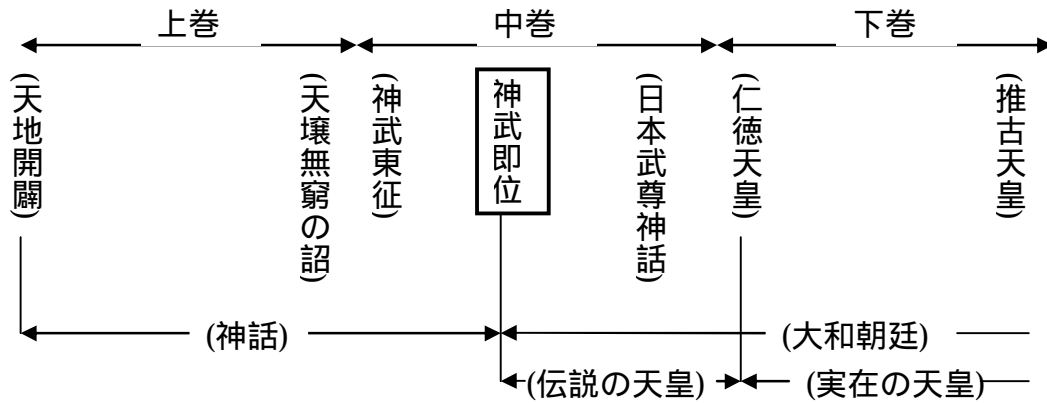 上巻
中巻
下巻
(天地開闢)
(天壌無窮の詔)
(神武東征)
神武即位
(日本武尊神話)
(仁徳天皇)
(推古天皇)
(神話)
(大和朝廷)
(伝説の天皇)
(実在の天皇)